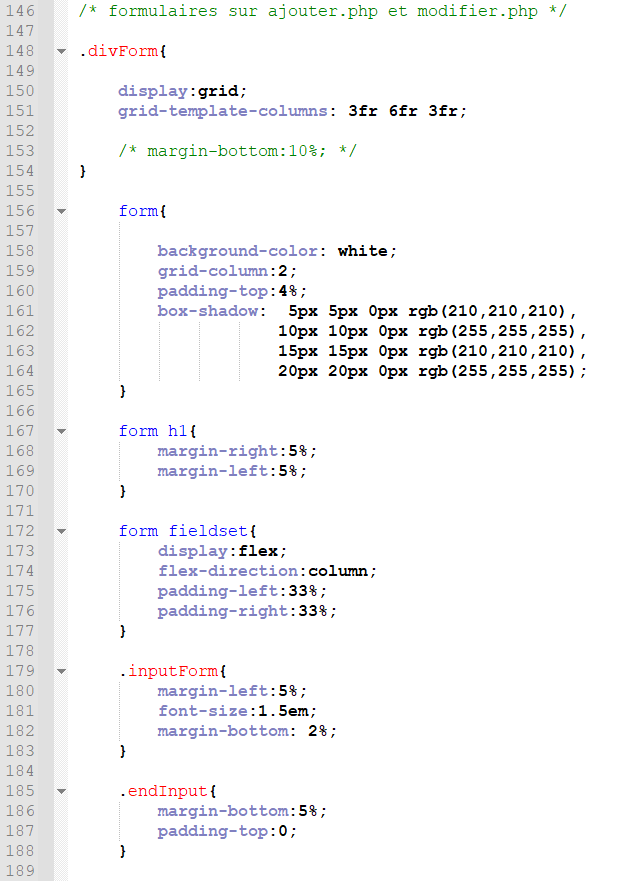 146 /* formulaires sur ajouter.php et modifier.php */
147
148 .divForm{
149
150 display:grid;
151 grid-template-columns: 3fr 6fr 3fr;
152
153 /* margin-bottom:10%; */
154 }
155
156 form{
157
158 background-color: white;
159 grid-column:2;
160 padding-top:4%;
161 box-shadow:  5px 5px 0px rgb(210,210,210),
162 10px 10px 0px rgb(255,255,255),
163 15px 15px 0px rgb(210,210,210),
164 20px 20px 0px rgb(255,255,255);
165 }
166
167 form h1{
168 margin-right:5%;
169 margin-left:5%;
170 }
171
172 form fieldset{
173 display:flex;
174 flex-direction:column;
175 padding-left:33%;
176 padding-right:33%;
177 }
178
179 .inputForm{
180 margin-left:5%;
181 font-size:1.5em;
182 margin-bottom: 2%;
183 }
184
185 .endInput{
186 margin-bottom:5%;
187 padding-top:0;
188 }
189